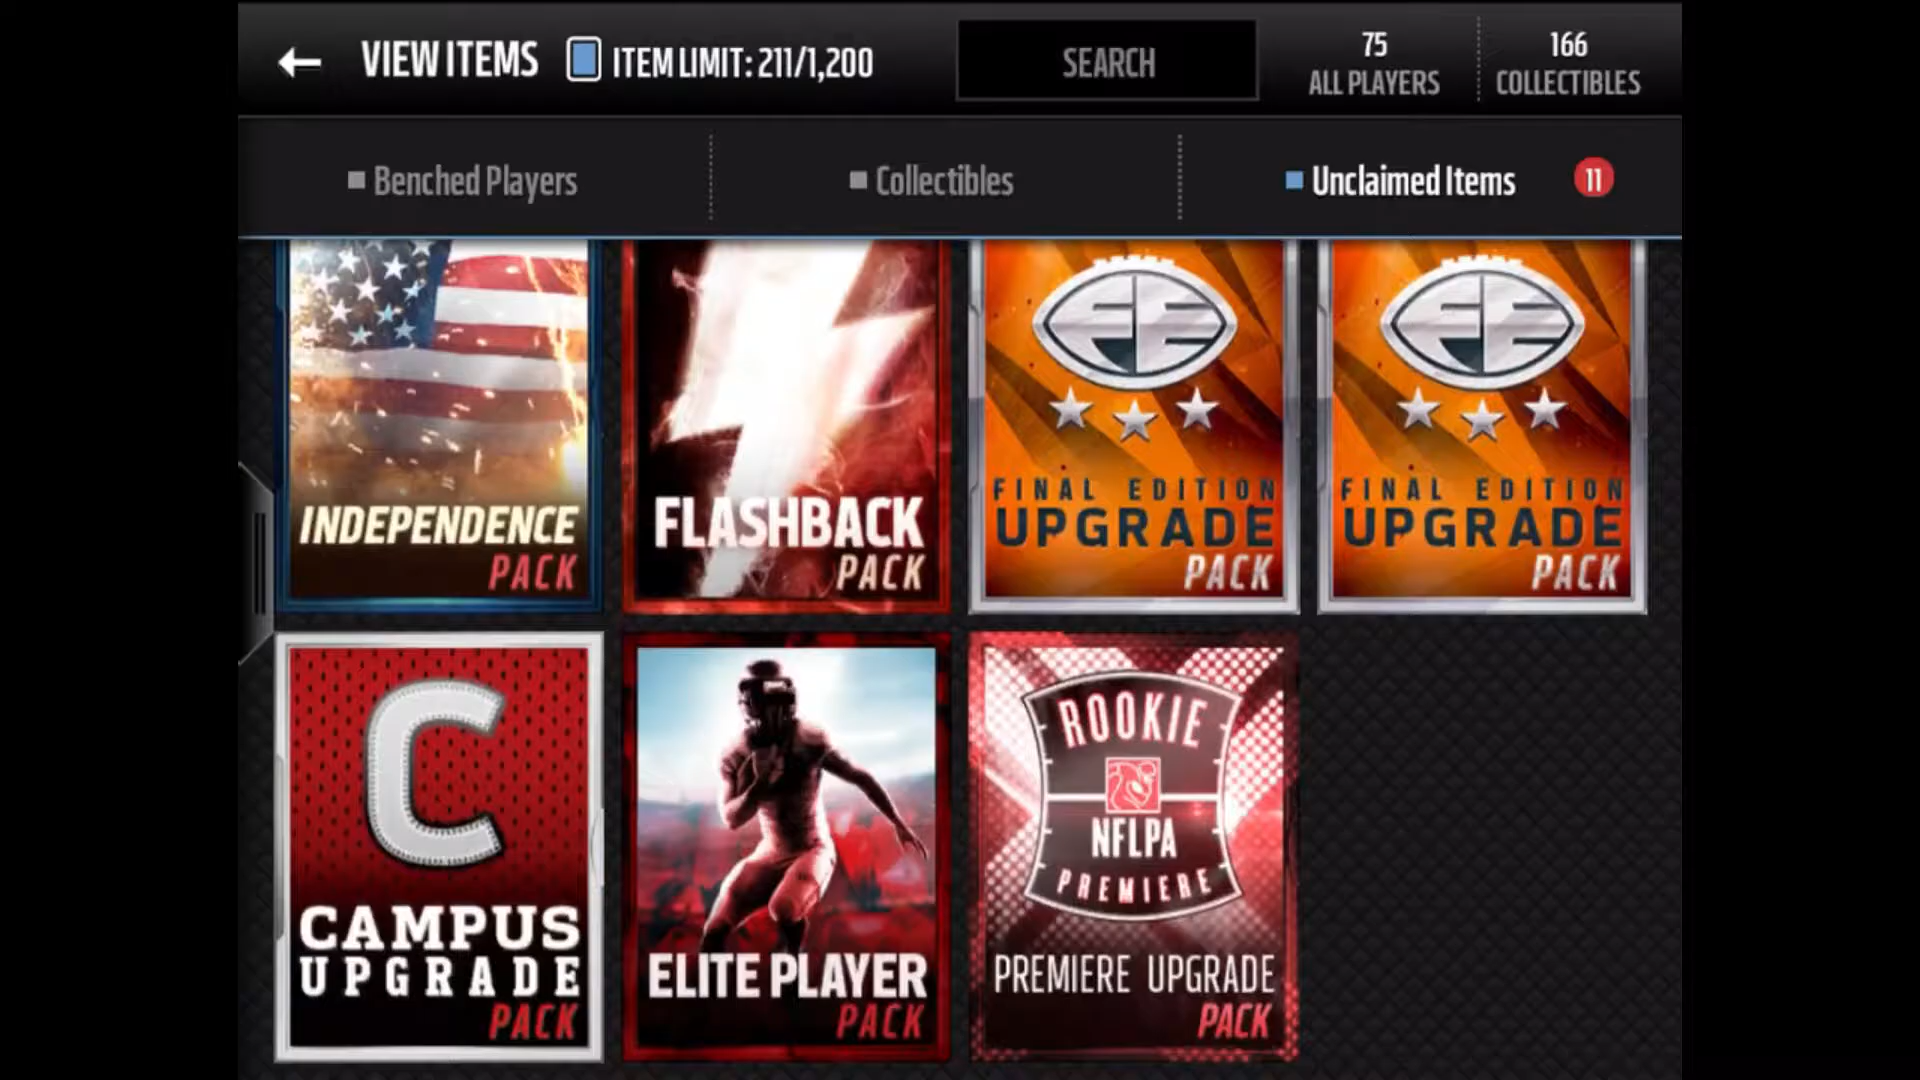 VIEW ITEMS
ITEM LIMIT: 211/1,200
SEARCH
75
ALL PLAYERS
166
COLLECTIBLES
Benched Players
Collectibles
Unclaimed Items
11
INDEPENDENCE
PACK
FLASHBACK
PACK
FE
FINAL EDITION
UPGRADE
PACK
FE
FINAL EDITION
UPGRADE
PACK
C
CAMPUS
UPGRADE
PACK
ELITE PLAYER
PACK
ROOKIE
NFLPA
PREMIERE
PREMIERE UPGRADE
PACK